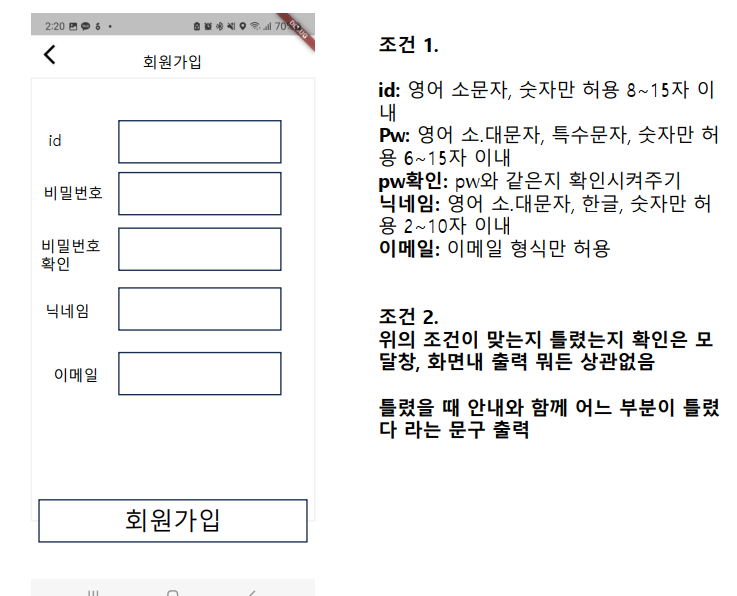 2:20
70%
회원가입
id
비밀번호
비밀번호
확인
닉네임
이메일
회원가입
조건 1.
id: 영어 소문자, 숫자만 허용 8~15자 이
내
Pw: 영어 소.대문자, 특수문자, 숫자만 허
용 6~15자 이내
pw확인: pw와 같은지 확인시켜주기
닉네임: 영어 소.대문자, 한글, 숫자만 허
용 2~10자 이내
이메일: 이메일 형식만 허용
조건 2.
위의 조건이 맞는지 틀렸는지 확인은 모
달창, 화면내 출력 뭐든 상관없음
틀렸을 때 안내와 함께 어느 부분이 틀렸
다 라는 문구 출력